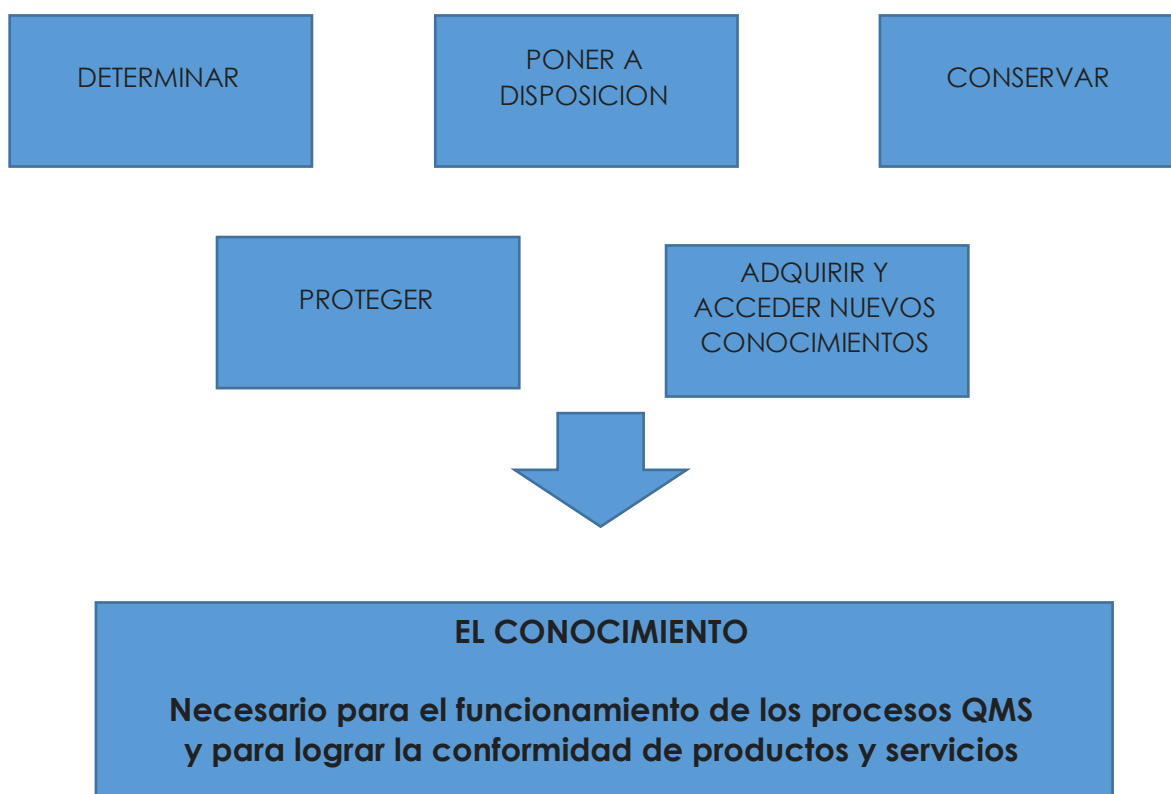 DETERMINAR
PONER A
DISPOSICION
CONSERVAR
PROTEGER
ADQUIRIR Y
ACCEDER NUEVOS
CONOCIMIENTOS
EL CONOCIMIENTO
Necesario para el funcionamiento de los procesos QMS
y para lograr la conformidad de productos y servicios